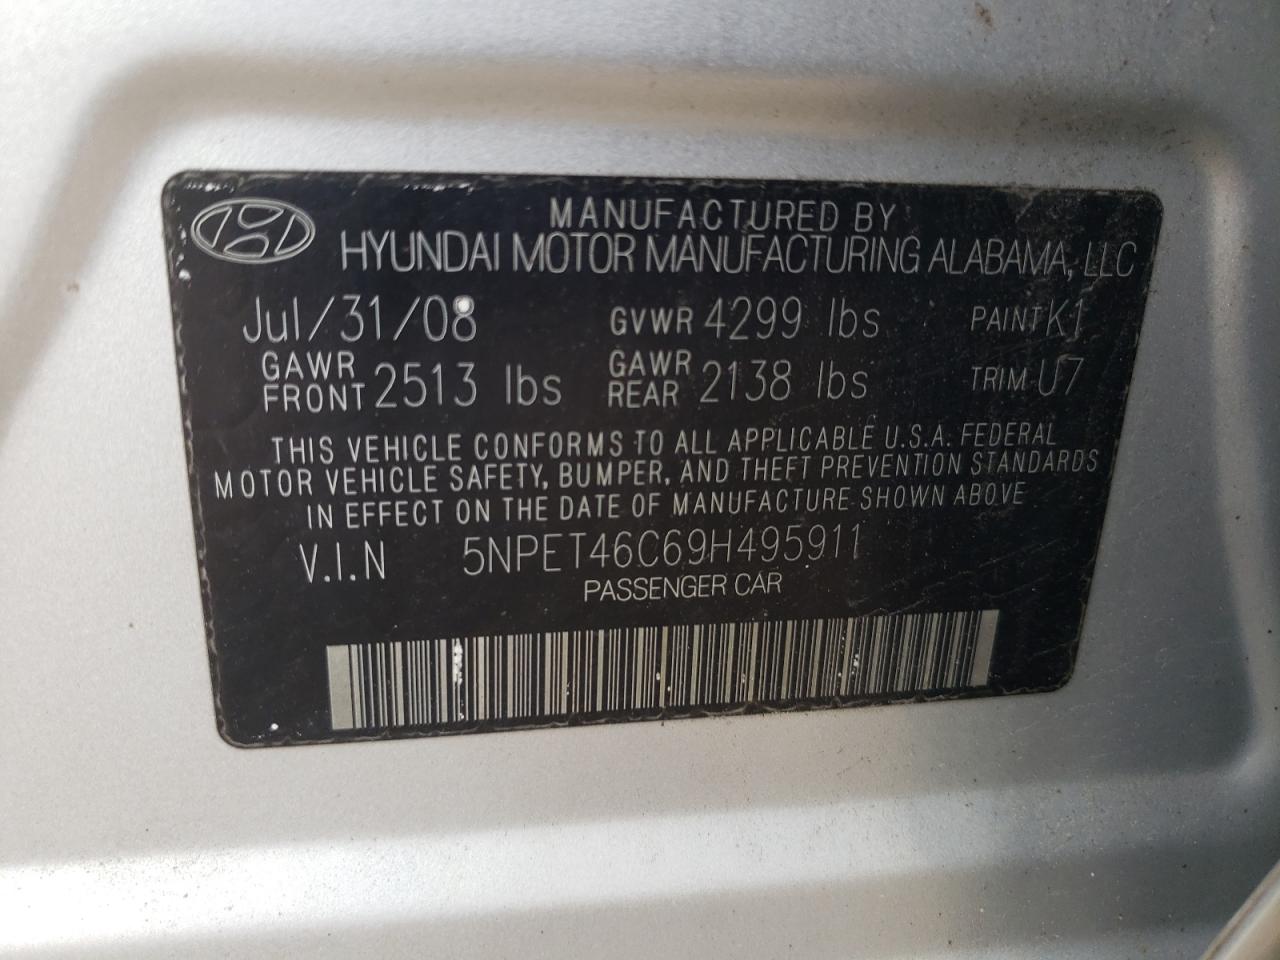 MANUFACTURED BY
HYUNDAI MOTOR MANUFACTURING ALABAMA, LLC
Jul/31/08 GVWR 4299 lbs PAINT K1
GAWR FRONT 2513 lbs GAWR REAR 2138 lbs TRIM U7
THIS VEHICLE CONFORMS TO ALL APPLICABLE U.S.A. FEDERAL
MOTOR VEHICLE SAFETY, BUMPER, AND THEFT PREVENTION STANDARDS
IN EFFECT ON THE DATE OF MANUFACTURE SHOWN ABOVE
V.I.N 5NPET46C69H495911
PASSENGER CAR